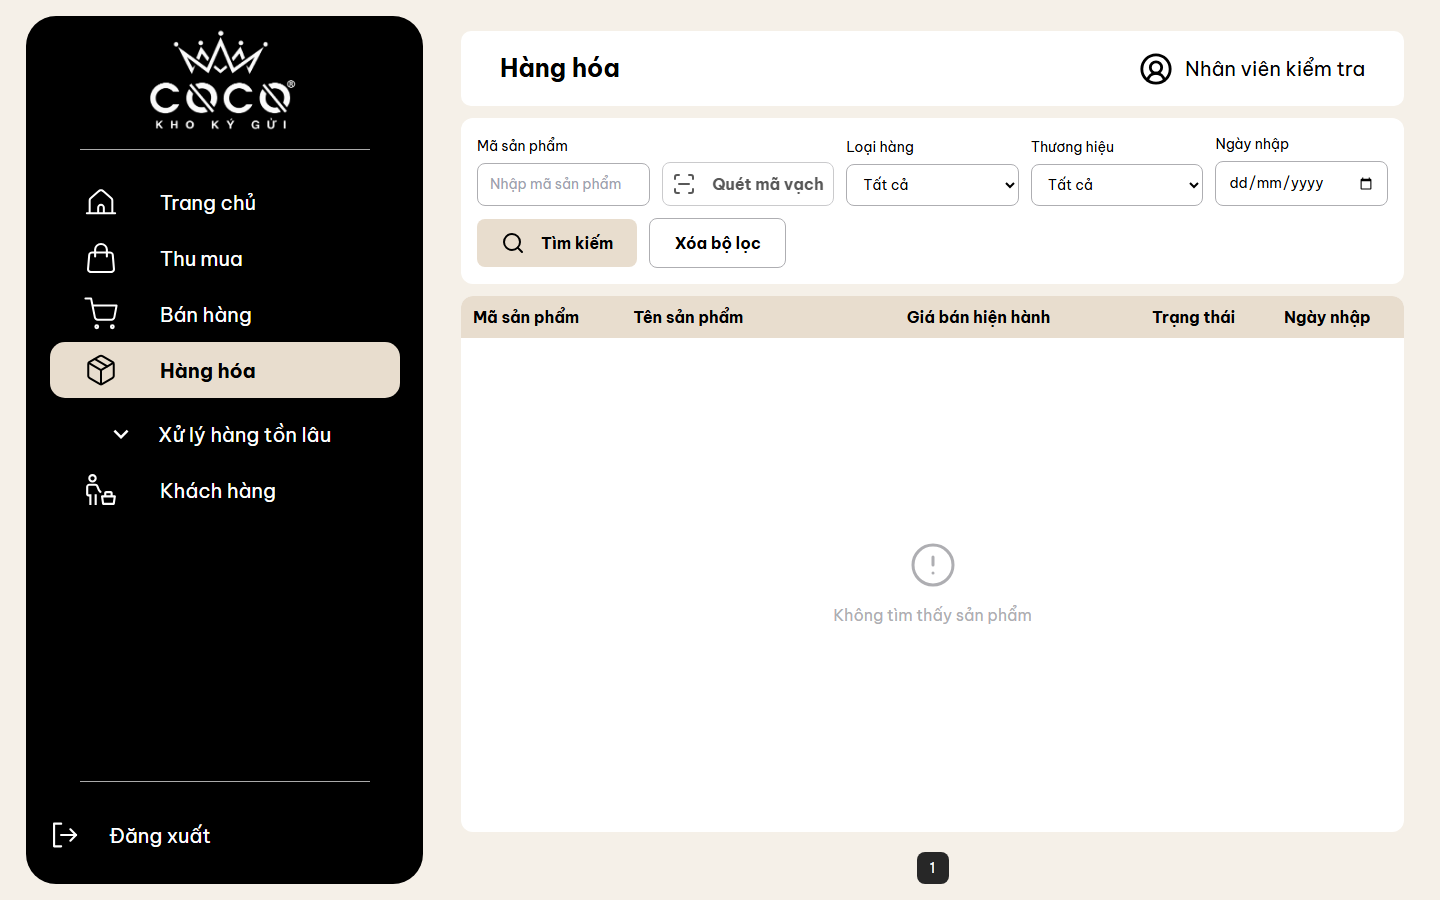 COCO®
KHO KÝ GỬI
Trang chủ
Thu mua
Bán hàng
Hàng hóa
Xử lý hàng tồn lâu
Khách hàng
Đăng xuất
Hàng hóa
Nhân viên kiểm tra
Mã sản phẩm
Loại hàng
Thương hiệu
Ngày nhập
Nhập mã sản phẩm
Quét mã vạch
Tất cả
Tất cả
dd/mm/yyyy
Tìm kiếm
Xóa bộ lọc
Mã sản phẩm
Tên sản phẩm
Giá bán hiện hành
Trạng thái
Ngày nhập
Không tìm thấy sản phẩm
1